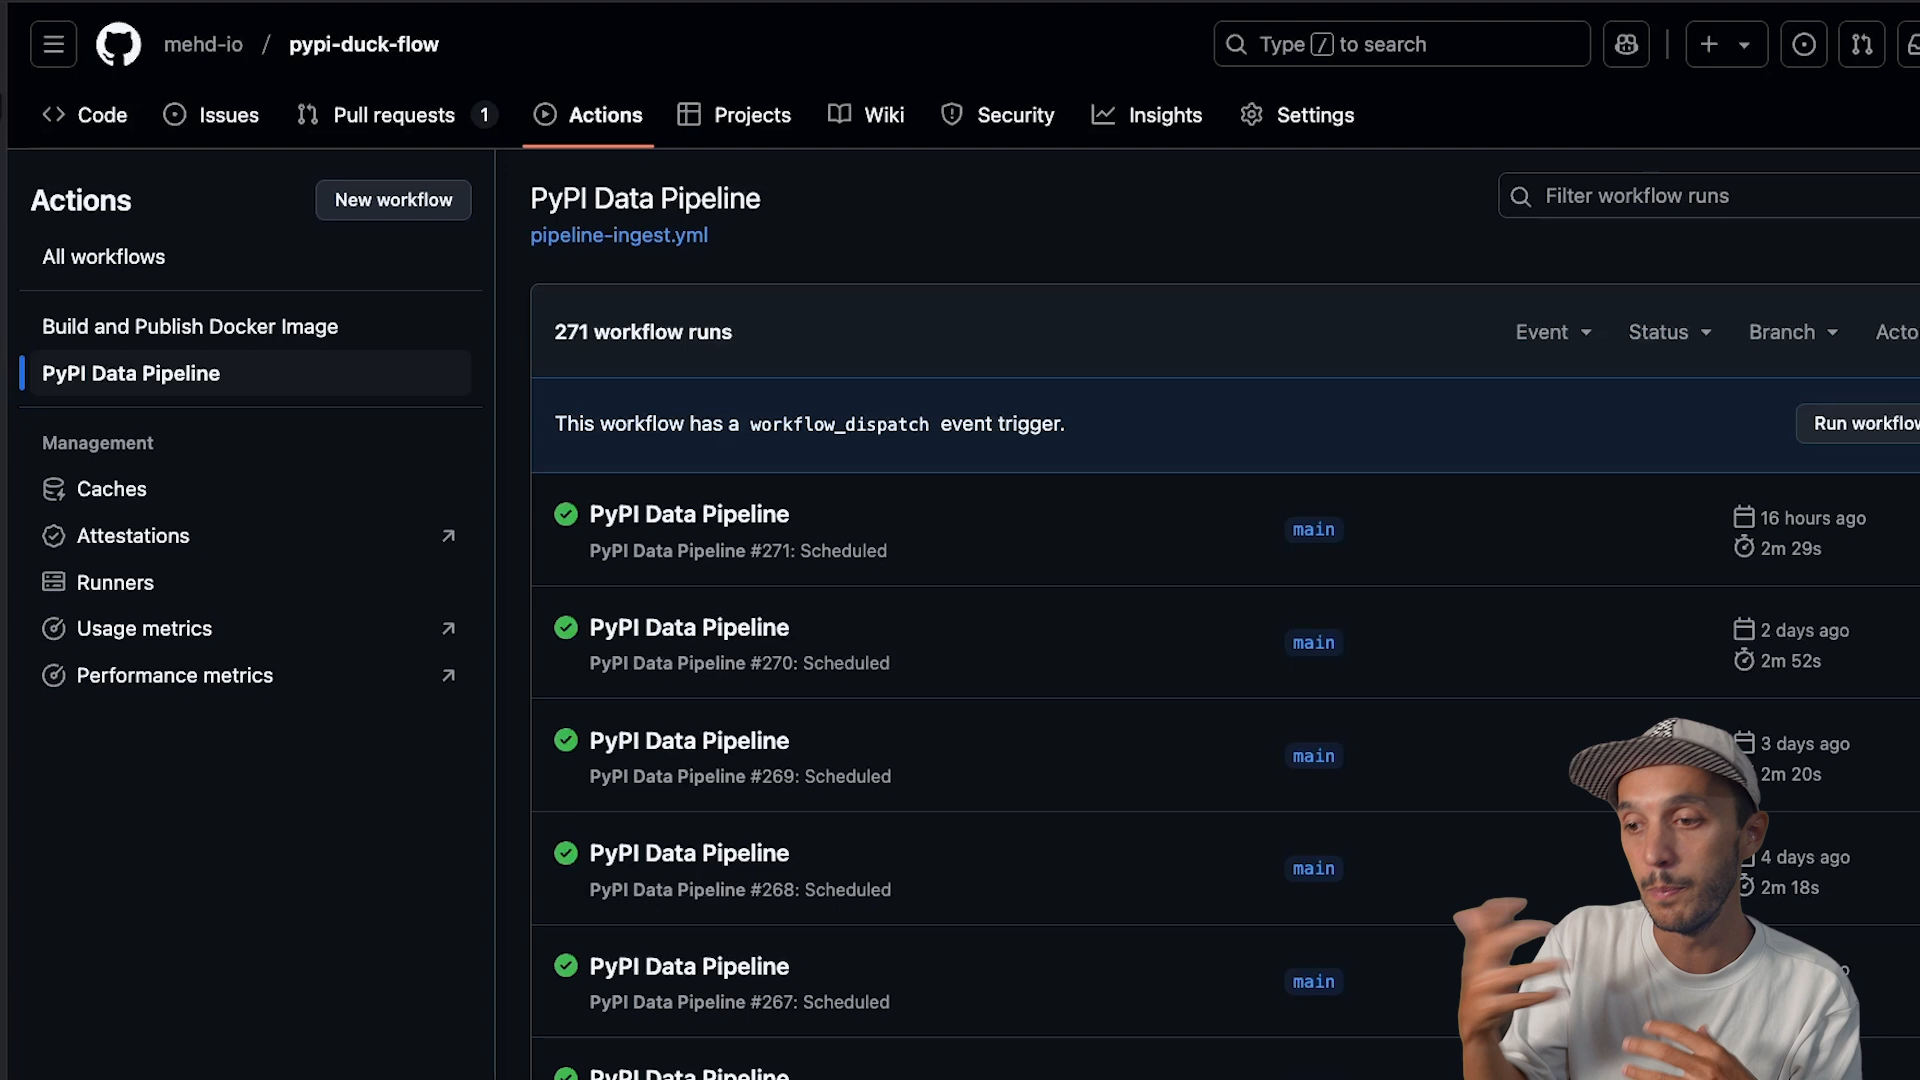 mehd-io / pypi-duck-flow
Type / to search
Code
Issues
Pull requests 1
Actions
Projects
Wiki
Security
Insights
Settings
Actions
New workflow
All workflows
Build and Publish Docker Image
PyPI Data Pipeline
Management
Caches
Attestations
Runners
Usage metrics
Performance metrics
PyPI Data Pipeline
pipeline-ingest.yml
Filter workflow runs
271 workflow runs
Event
Status
Branch
Acto
This workflow has a workflow_dispatch event trigger.
Run workflow
PyPI Data Pipeline
PyPI Data Pipeline #271: Scheduled
main
16 hours ago
2m 29s
PyPI Data Pipeline
PyPI Data Pipeline #270: Scheduled
main
2 days ago
2m 52s
PyPI Data Pipeline
PyPI Data Pipeline #269: Scheduled
main
3 days ago
2m 20s
PyPI Data Pipeline
PyPI Data Pipeline #268: Scheduled
main
4 days ago
2m 18s
PyPI Data Pipeline
PyPI Data Pipeline #267: Scheduled
main
PyPI Data Pipeline